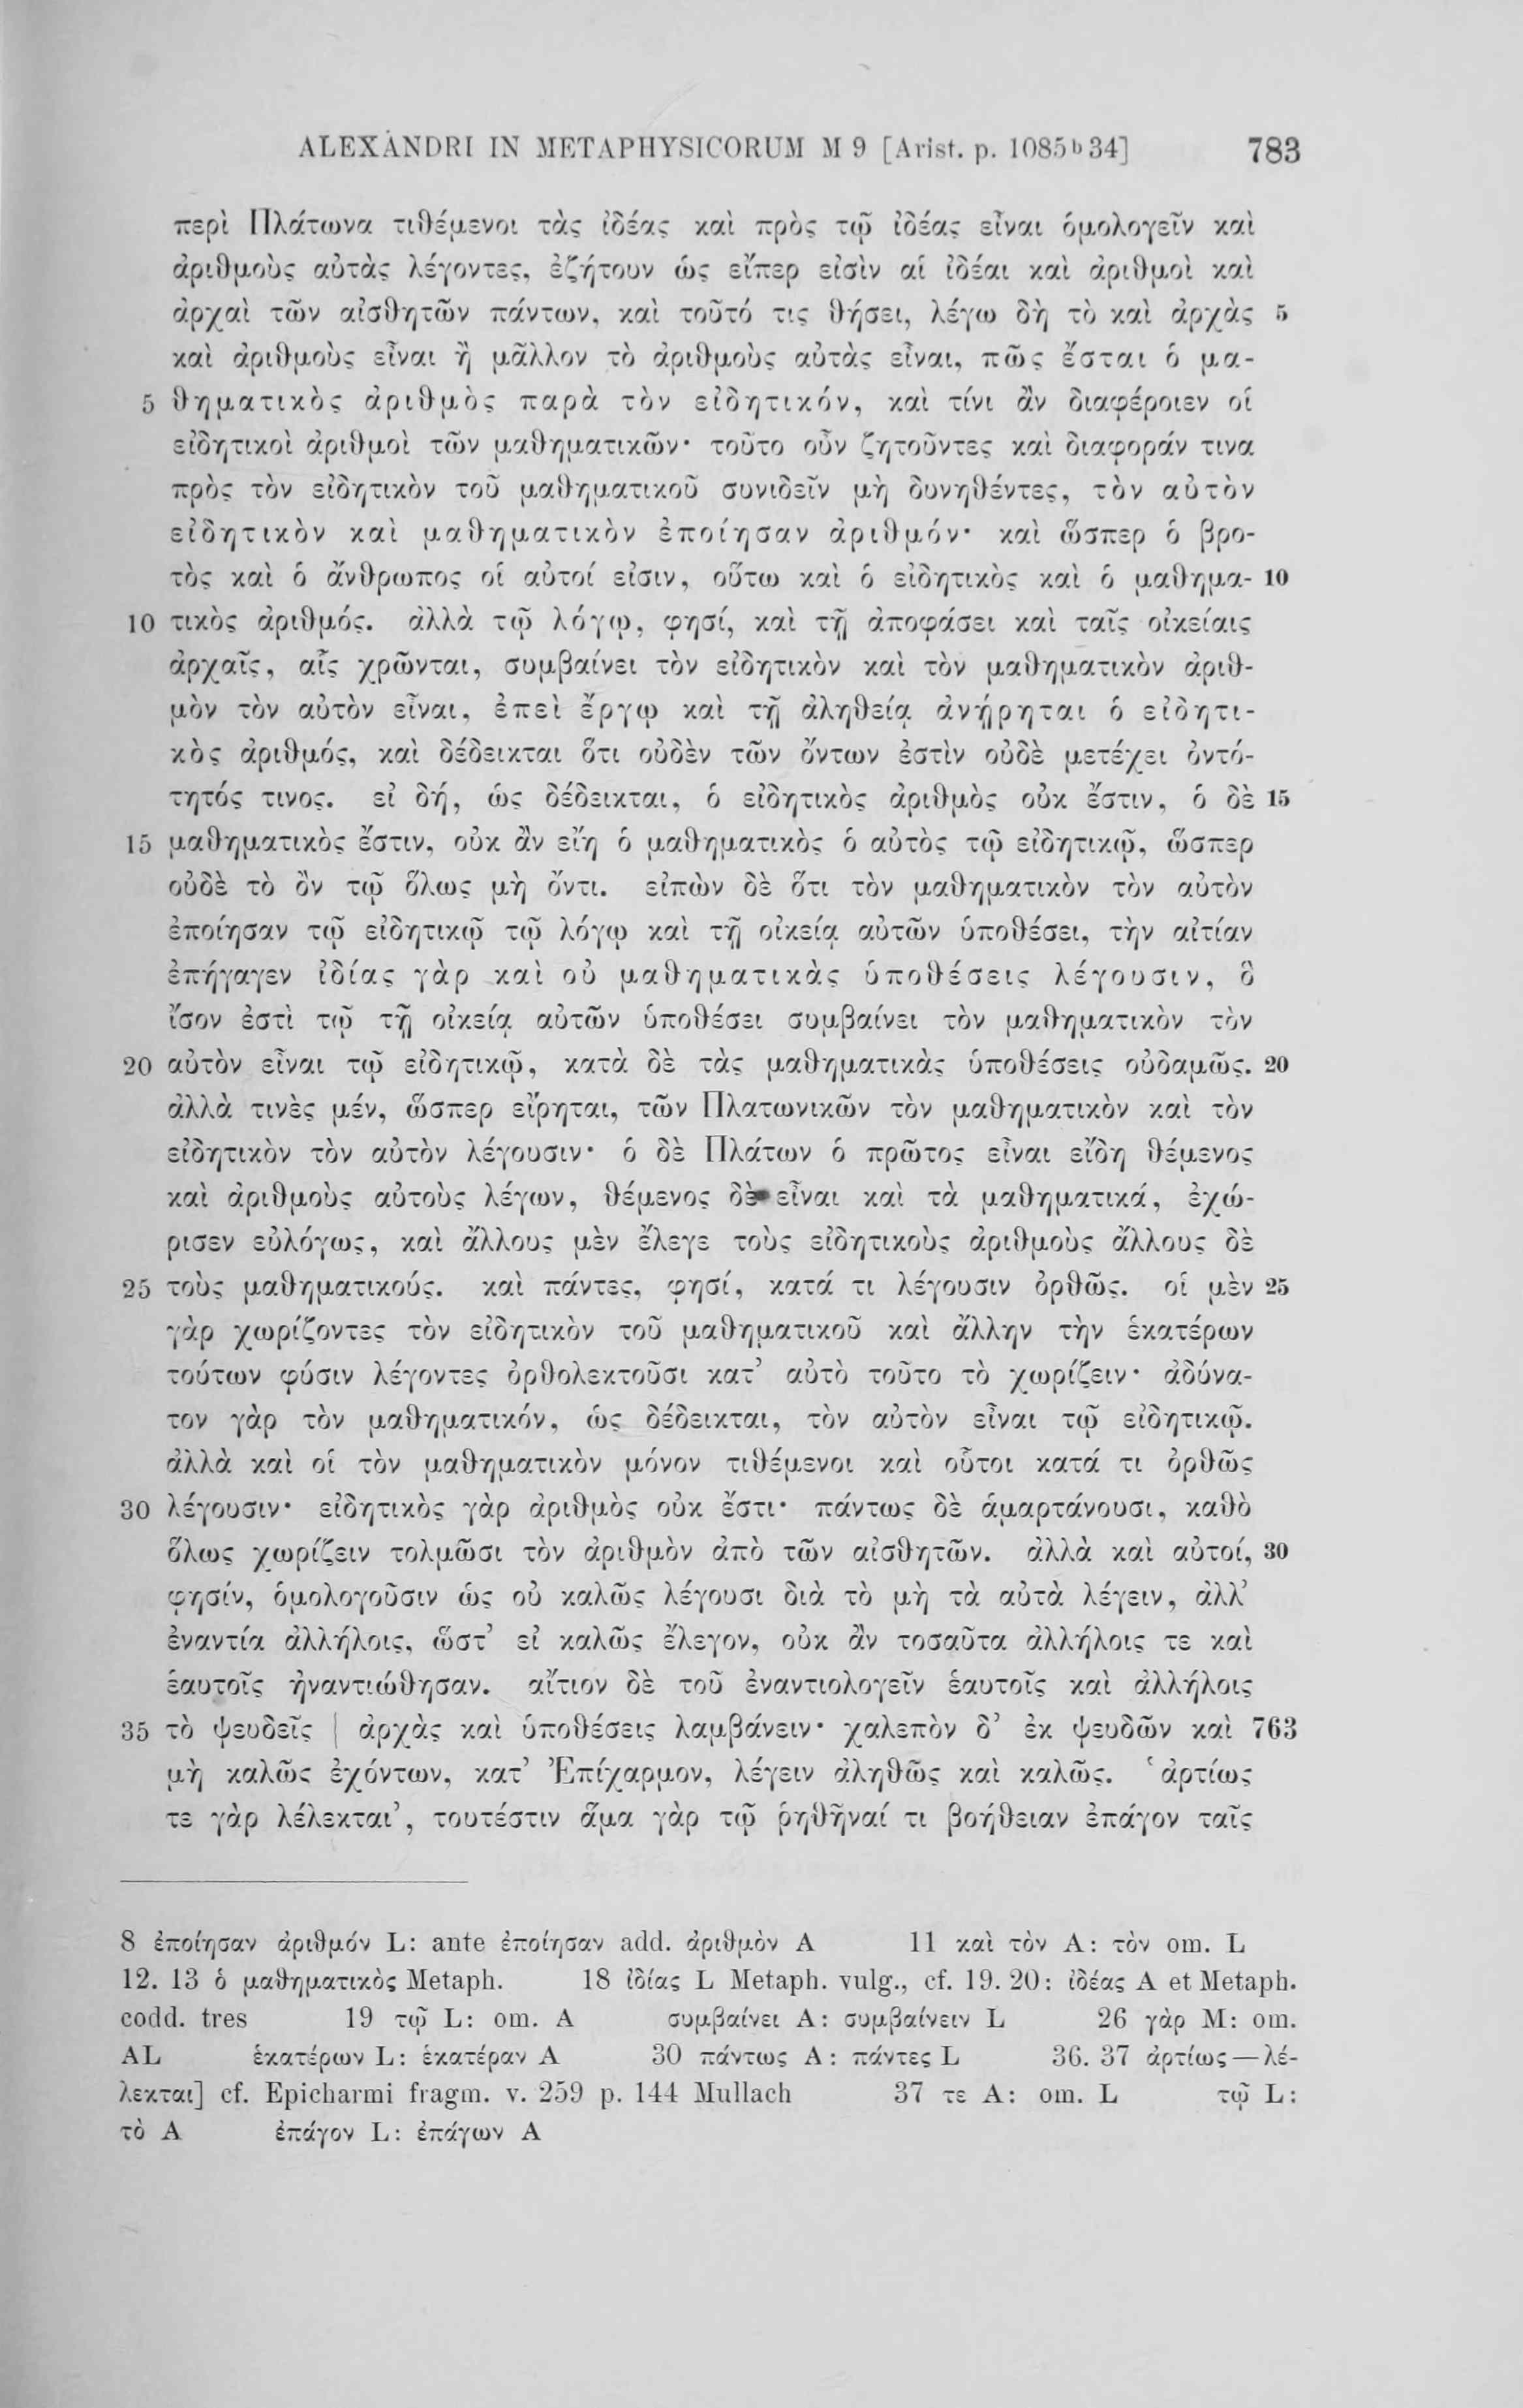 ALEXANDRI IN METAPHYSICORUM M 9 [Arist. p. 1085ᵇ34] 783
περὶ Πλάτωνα τιθέμενοι τὰς ἰδέας καὶ πρὸς τῷ ἰδέας εἶναι ὁμολογεῖν καὶ
ἀριθμοὺς αὐτὰς λέγοντες, ἐζήτουν ὡς εἴπερ εἰσὶν αἱ ἰδέαι καὶ ἀριθμοὶ καὶ
ἀρχαὶ τῶν αἰσθητῶν πάντων, καὶ τοῦτό τις θήσει, λέγω δὴ τὸ καὶ ἀρχὰς 5
καὶ ἀριθμοὺς εἶναι ἢ μᾶλλον τὸ ἀριθμοὺς αὐτὰς εἶναι, πῶς ἔσται ὁ μα-
5 θηματικὸς ἀριθμὸς παρὰ τὸν εἰδητικόν, καὶ τίνι ἂν διαφέροιεν οἱ
εἰδητικοὶ ἀριθμοὶ τῶν μαθηματικῶν· τοῦτο οὖν ζητοῦντες καὶ διαφοράν τινα
πρὸς τὸν εἰδητικὸν τοῦ μαθηματικοῦ συνιδεῖν μὴ δυνηθέντες, τὸν αὐτὸν
εἰδητικὸν καὶ μαθηματικὸν ἐποίησαν ἀριθμόν· καὶ ὥσπερ ὁ βρο-
τὸς καὶ ὁ ἄνθρωπος οἱ αὐτοί εἰσιν, οὕτω καὶ ὁ εἰδητικὸς καὶ ὁ μαθημα- 10
10 τικὸς ἀριθμός. ἀλλὰ τῷ λόγῳ, φησί, καὶ τῇ ἀποφάσει καὶ ταῖς οἰκείαις
ἀρχαῖς, αἷς χρῶνται, συμβαίνει τὸν εἰδητικὸν καὶ τὸν μαθηματικὸν ἀριθ-
μὸν τὸν αὐτὸν εἶναι, ἐπεὶ ἔργῳ καὶ τῇ ἀληθείᾳ ἀνῄρηται ὁ εἰδητι-
κὸς ἀριθμός, καὶ δέδεικται ὅτι οὐδὲν τῶν ὄντων ἐστὶν οὐδὲ μετέχει ὀντό-
τητός τινος. εἰ δή, ὡς δέδεικται, ὁ εἰδητικὸς ἀριθμὸς οὐκ ἔστιν, ὁ δὲ 15
15 μαθηματικὸς ἔστιν, οὐκ ἂν εἴη ὁ μαθηματικὸς ὁ αὐτὸς τῷ εἰδητικῷ, ὥσπερ
οὐδὲ τὸ ὂν τῷ ὅλως μὴ ὄντι. εἰπὼν δὲ ὅτι τὸν μαθηματικὸν τὸν αὐτὸν
ἐποίησαν τῷ εἰδητικῷ τῷ λόγῳ καὶ τῇ οἰκείᾳ αὐτῶν ὑποθέσει, τὴν αἰτίαν
ἐπήγαγεν ἰδίας γὰρ καὶ οὐ μαθηματικὰς ὑποθέσεις λέγουσιν, ὃ
ἴσον ἐστὶ τῷ τῇ οἰκείᾳ αὐτῶν ὑποθέσει συμβαίνει τὸν μαθηματικὸν τὸν
20 αὐτὸν εἶναι τῷ εἰδητικῷ, κατὰ δὲ τὰς μαθηματικὰς ὑποθέσεις οὐδαμῶς. 20
ἀλλὰ τινὲς μέν, ὥσπερ εἴρηται, τῶν Πλατωνικῶν τὸν μαθηματικὸν καὶ τὸν
εἰδητικὸν τὸν αὐτὸν λέγουσιν· ὁ δὲ Πλάτων ὁ πρῶτος εἶναι εἴδη θέμενος
καὶ ἀριθμοὺς αὐτοὺς λέγων, θέμενος δὲ εἶναι καὶ τὰ μαθηματικά, ἐχώ-
ρισεν εὐλόγως, καὶ ἄλλους μὲν ἔλεγε τοὺς εἰδητικοὺς ἀριθμοὺς ἄλλους δὲ
25 τοὺς μαθηματικούς. καὶ πάντες, φησί, κατά τι λέγουσιν ὀρθῶς. οἱ μὲν 25
γὰρ χωρίζοντες τὸν εἰδητικὸν τοῦ μαθηματικοῦ καὶ ἄλλην τὴν ἑκατέρων
τούτων φύσιν λέγοντες ὀρθολεκτοῦσι κατ’ αὐτὸ τοῦτο τὸ χωρίζειν· ἀδύνα-
τον γὰρ τὸν μαθηματικόν, ὡς δέδεικται, τὸν αὐτὸν εἶναι τῷ εἰδητικῷ.
ἀλλὰ καὶ οἱ τὸν μαθηματικὸν μόνον τιθέμενοι καὶ οὗτοι κατά τι ὀρθῶς
30 λέγουσιν· εἰδητικὸς γὰρ ἀριθμὸς οὐκ ἔστι· πάντως δὲ ἁμαρτάνουσι, καθὸ
ὅλως χωρίζειν τολμῶσι τὸν ἀριθμὸν ἀπὸ τῶν αἰσθητῶν. ἀλλὰ καὶ αὐτοί, 30
φησίν, ὁμολογοῦσιν ὡς οὐ καλῶς λέγουσι διὰ τὸ μὴ τὰ αὐτὰ λέγειν, ἀλλ’
ἐναντία ἀλλήλοις, ὥστ’ εἰ καλῶς ἔλεγον, οὐκ ἂν τοσαῦτα ἀλλήλοις τε καὶ
ἑαυτοῖς ἠναντιώθησαν. αἴτιον δὲ τοῦ ἐναντιολογεῖν ἑαυτοῖς καὶ ἀλλήλοις
35 τὸ ψευδεῖς | ἀρχὰς καὶ ὑποθέσεις λαμβάνειν· χαλεπὸν δ’ ἐκ ψευδῶν καὶ 763
μὴ καλῶς ἐχόντων, κατ’ Ἐπίχαρμον, λέγειν ἀληθῶς καὶ καλῶς. ‘ἀρτίως
τε γὰρ λέλεκται’, τουτέστιν ἅμα γὰρ τῷ ῥηθῆναί τι βοήθειαν ἐπάγον ταῖς
8 ἐποίησαν ἀριθμόν L: ante ἐποίησαν add. ἀριθμὸν A 11 καὶ τὸν A: τὸν om. L
12. 13 ὁ μαθηματικὸς Metaph. 18 ἰδίας L Metaph. vulg., cf. 19. 20: ἰδέας A et Metaph.
codd. tres 19 τῷ L: om. A συμβαίνει A: συμβαίνειν L 26 γὰρ M: om.
AL ἑκατέρων L: ἑκατέραν A 30 πάντως A: πάντες L 36. 37 ἀρτίως — λέ-
λεκται] cf. Epicharmi fragm. v. 259 p. 144 Mullach 37 τε A: om. L τῷ L:
τὸ A ἐπάγον L: ἐπάγων A